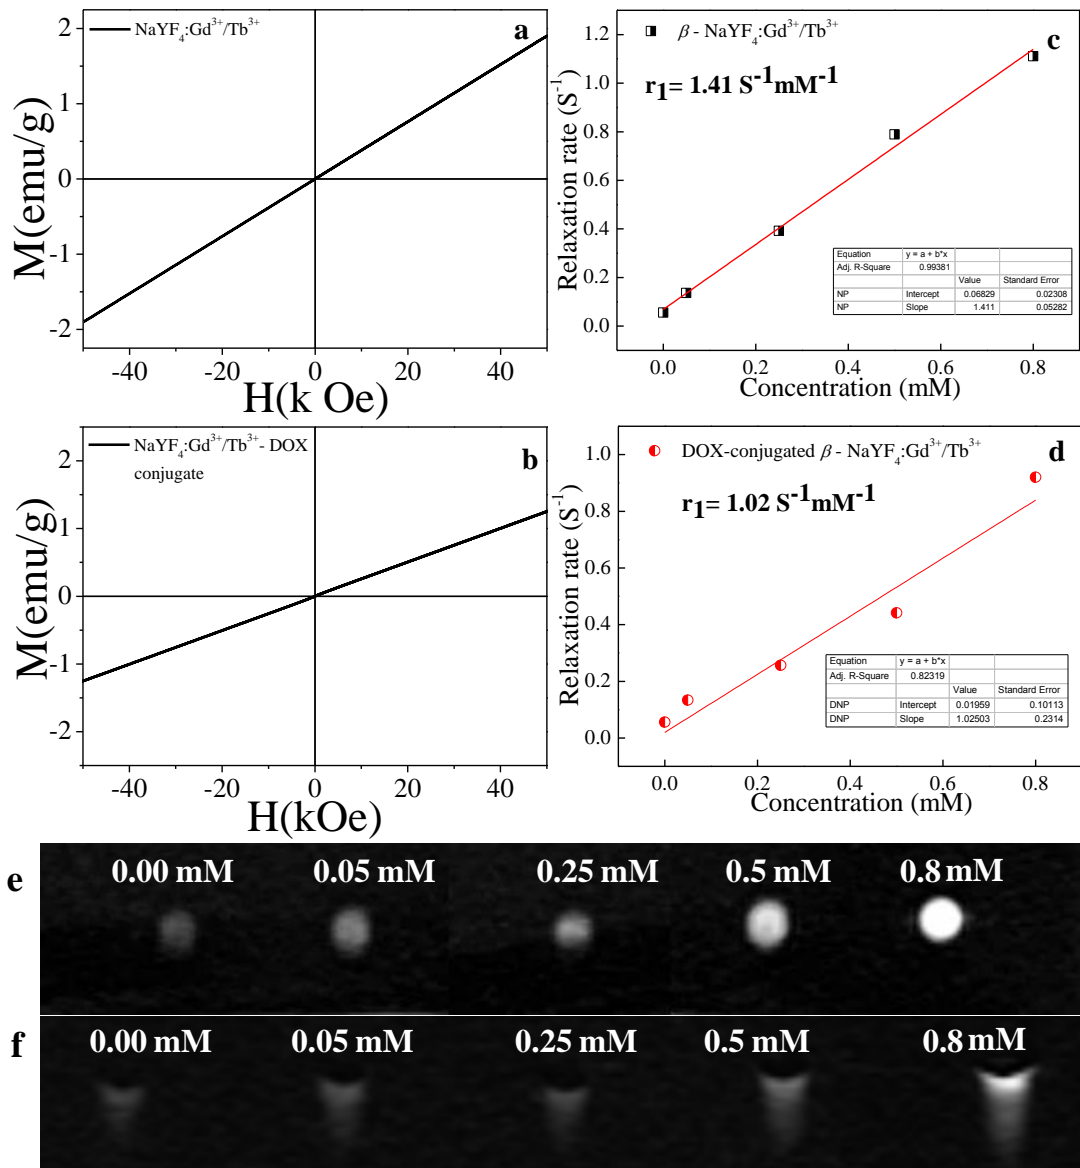 NaYF4:Gd³⁺/Tb³⁺
a
M(emu/g)
2
1
0
-1
-2
-40 -20 0 20 40
H(k Oe)
β - NaYF4:Gd³⁺/Tb³⁺
c
r1= 1.41 S⁻¹mM⁻¹
Relaxation rate (S⁻¹)
1.2
1.0
0.8
0.6
0.4
0.2
0.0
Equation y = a + b*x
Adj. R-Square 0.99381
Value Standard Error
NP Intercept 0.06829 0.02308
NP Slope 1.411 0.05282
0.0 0.2 0.4 0.6 0.8
Concentration (mM)
NaYF4:Gd³⁺/Tb³⁺- DOX
conjugate
b
M(emu/g)
2
1
0
-1
-2
-40 -20 0 20 40
H(kOe)
DOX-conjugated β - NaYF4:Gd³⁺/Tb³⁺
d
r1= 1.02 S⁻¹mM⁻¹
Relaxation rate (S⁻¹)
1.0
0.8
0.6
0.4
0.2
0.0
Equation y = a + b*x
Adj. R-Square 0.82319
Value Standard Error
DNP Intercept 0.01959 0.10113
DNP Slope 1.02503 0.2314
0.0 0.2 0.4 0.6 0.8
Concentration (mM)
e
0.00 mM 0.05 mM 0.25 mM 0.5 mM 0.8 mM
f
0.00 mM 0.05 mM 0.25 mM 0.5 mM 0.8 mM